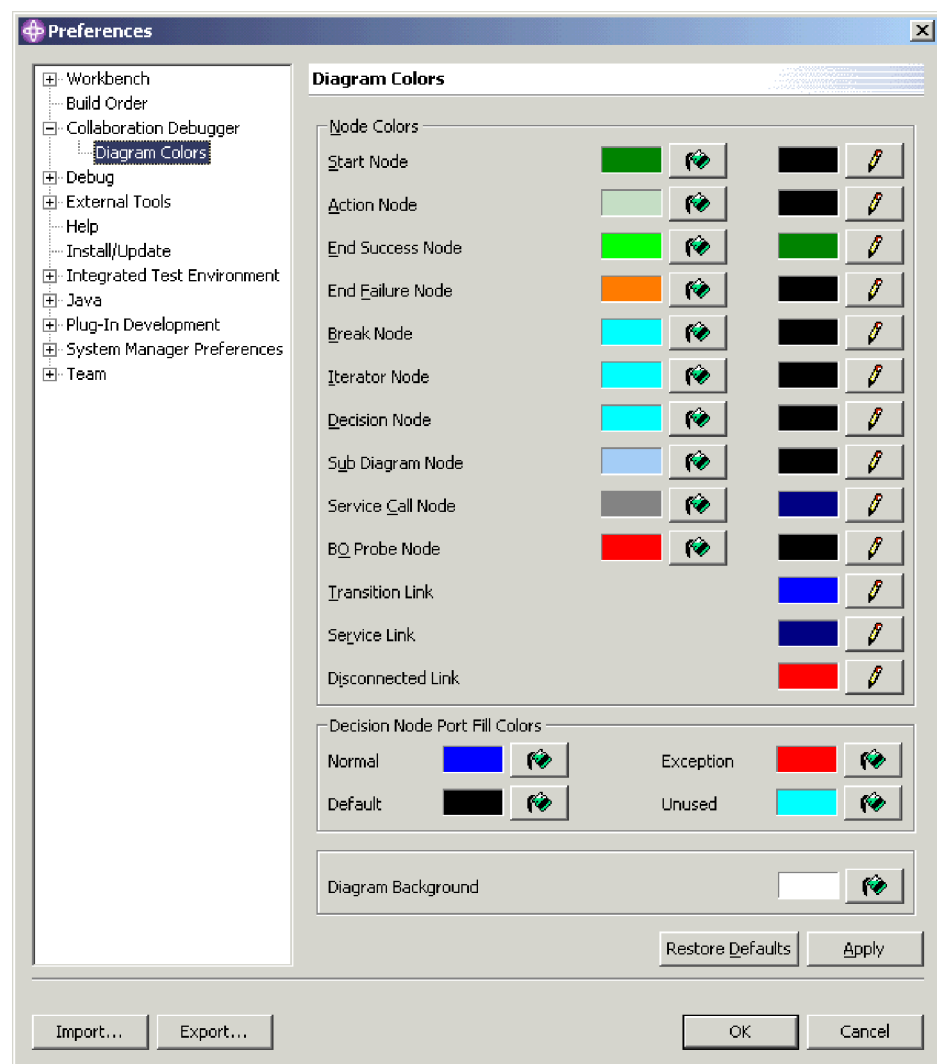 Preferences
Workbench
Build Order
Collaboration Debugger
Diagram Colors
Debug
External Tools
Help
Install/Update
Integrated Test Environment
Java
Plug-In Development
System Manager Preferences
Team
Diagram Colors
Node Colors
Start Node
Action Node
End Success Node
End Failure Node
Break Node
Iterator Node
Decision Node
Sub Diagram Node
Service Call Node
BO Probe Node
Transition Link
Service Link
Disconnected Link
Decision Node Port Fill Colors
Normal Exception
Default Unused
Diagram Background
Restore Defaults Apply
Import... Export... OK Cancel